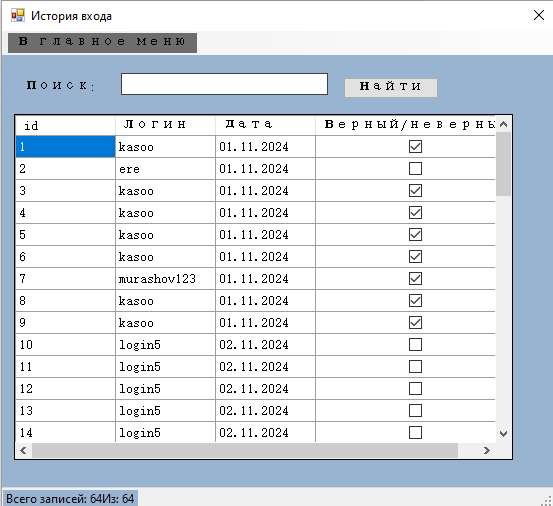 История входа
В главное меню
Поиск:
Найти
id Логин Дата Верный/неверны
1 kasoo 01.11.2024
2 ere 01.11.2024
3 kasoo 01.11.2024
4 kasoo 01.11.2024
5 kasoo 01.11.2024
6 kasoo 01.11.2024
7 murashov123 01.11.2024
8 kasoo 01.11.2024
9 kasoo 01.11.2024
10 login5 02.11.2024
11 login5 02.11.2024
12 login5 02.11.2024
13 login5 02.11.2024
14 login5 02.11.2024
Всего записей: 64Из: 64